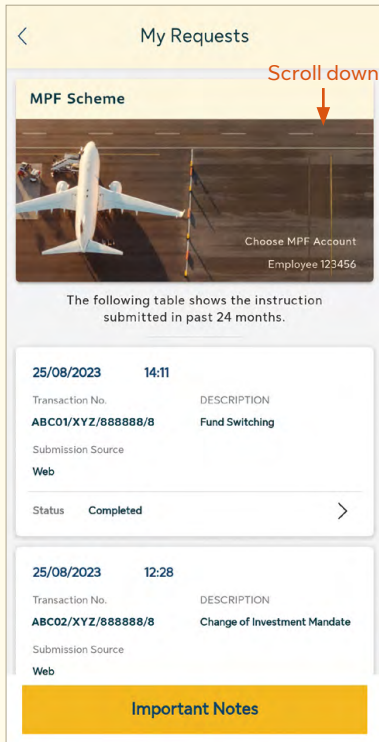 My Requests
Scroll down
MPF Scheme
Choose MPF Account
Employee 123456
The following table shows the instruction
submitted in past 24 months.
25/08/2023 14:11
Transaction No. DESCRIPTION
ABC01/XYZ/888888/8 Fund Switching
Submission Source
Web
Status Completed
25/08/2023 12:28
Transaction No. DESCRIPTION
ABC02/XYZ/888888/8 Change of Investment Mandate
Submission Source
Web
Important Notes